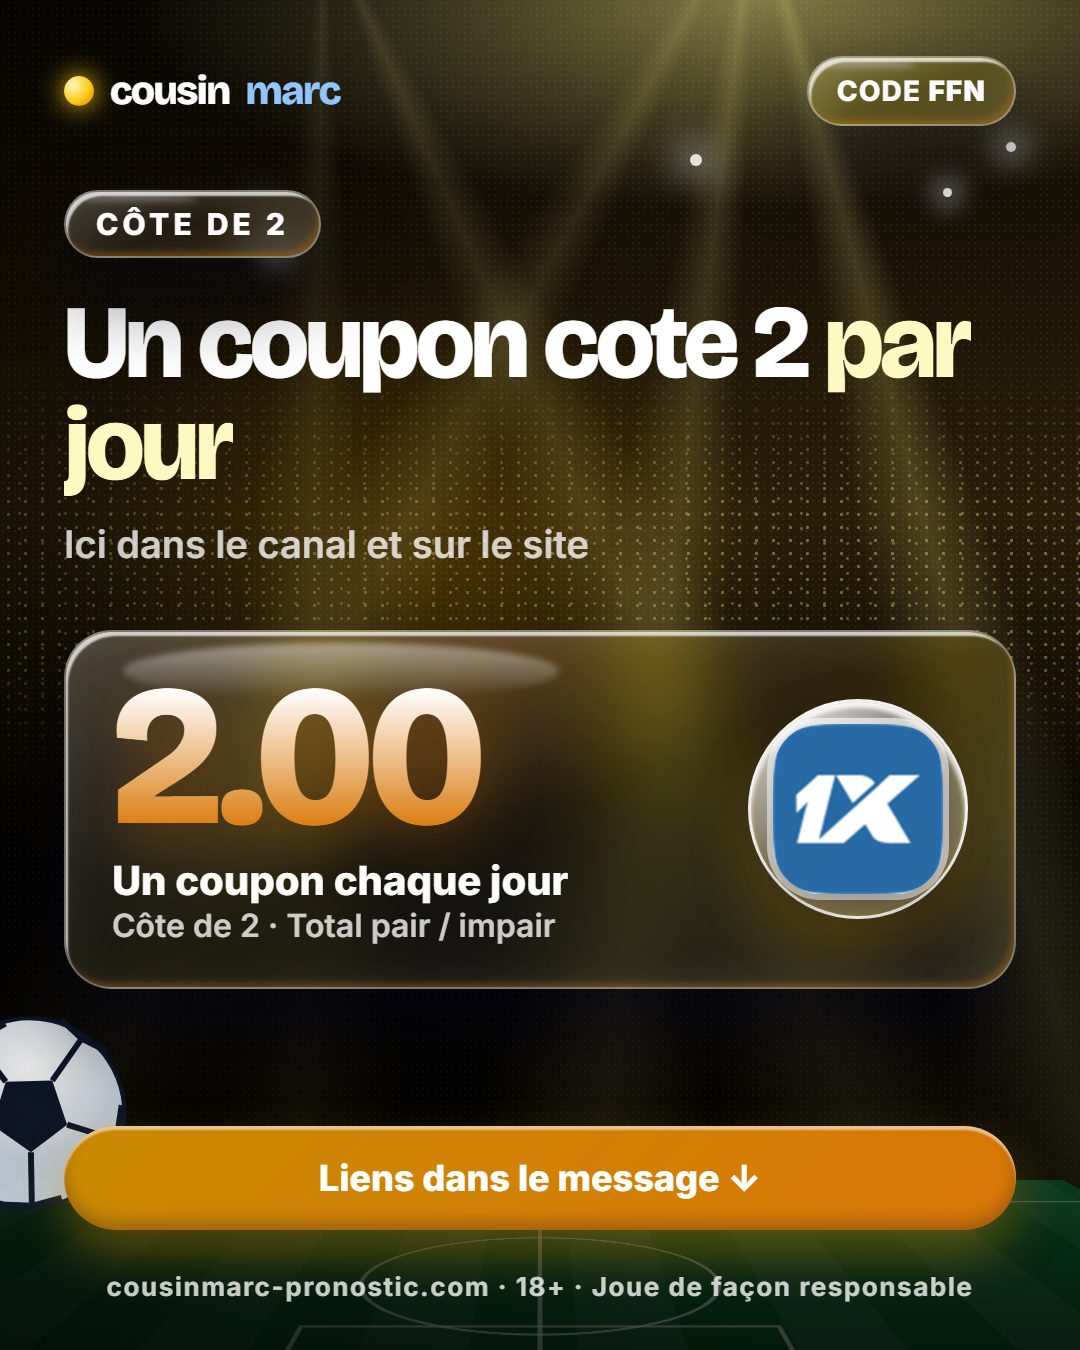 cousin marc
CODE FFN
CÔTE DE 2
Un coupon cote 2 par
jour
Ici dans le canal et sur le site
2.00
1X
Un coupon chaque jour
Côte de 2 · Total pair / impair
Liens dans le message ↓
cousinmarc-pronostic.com · 18+ · Joue de façon responsable